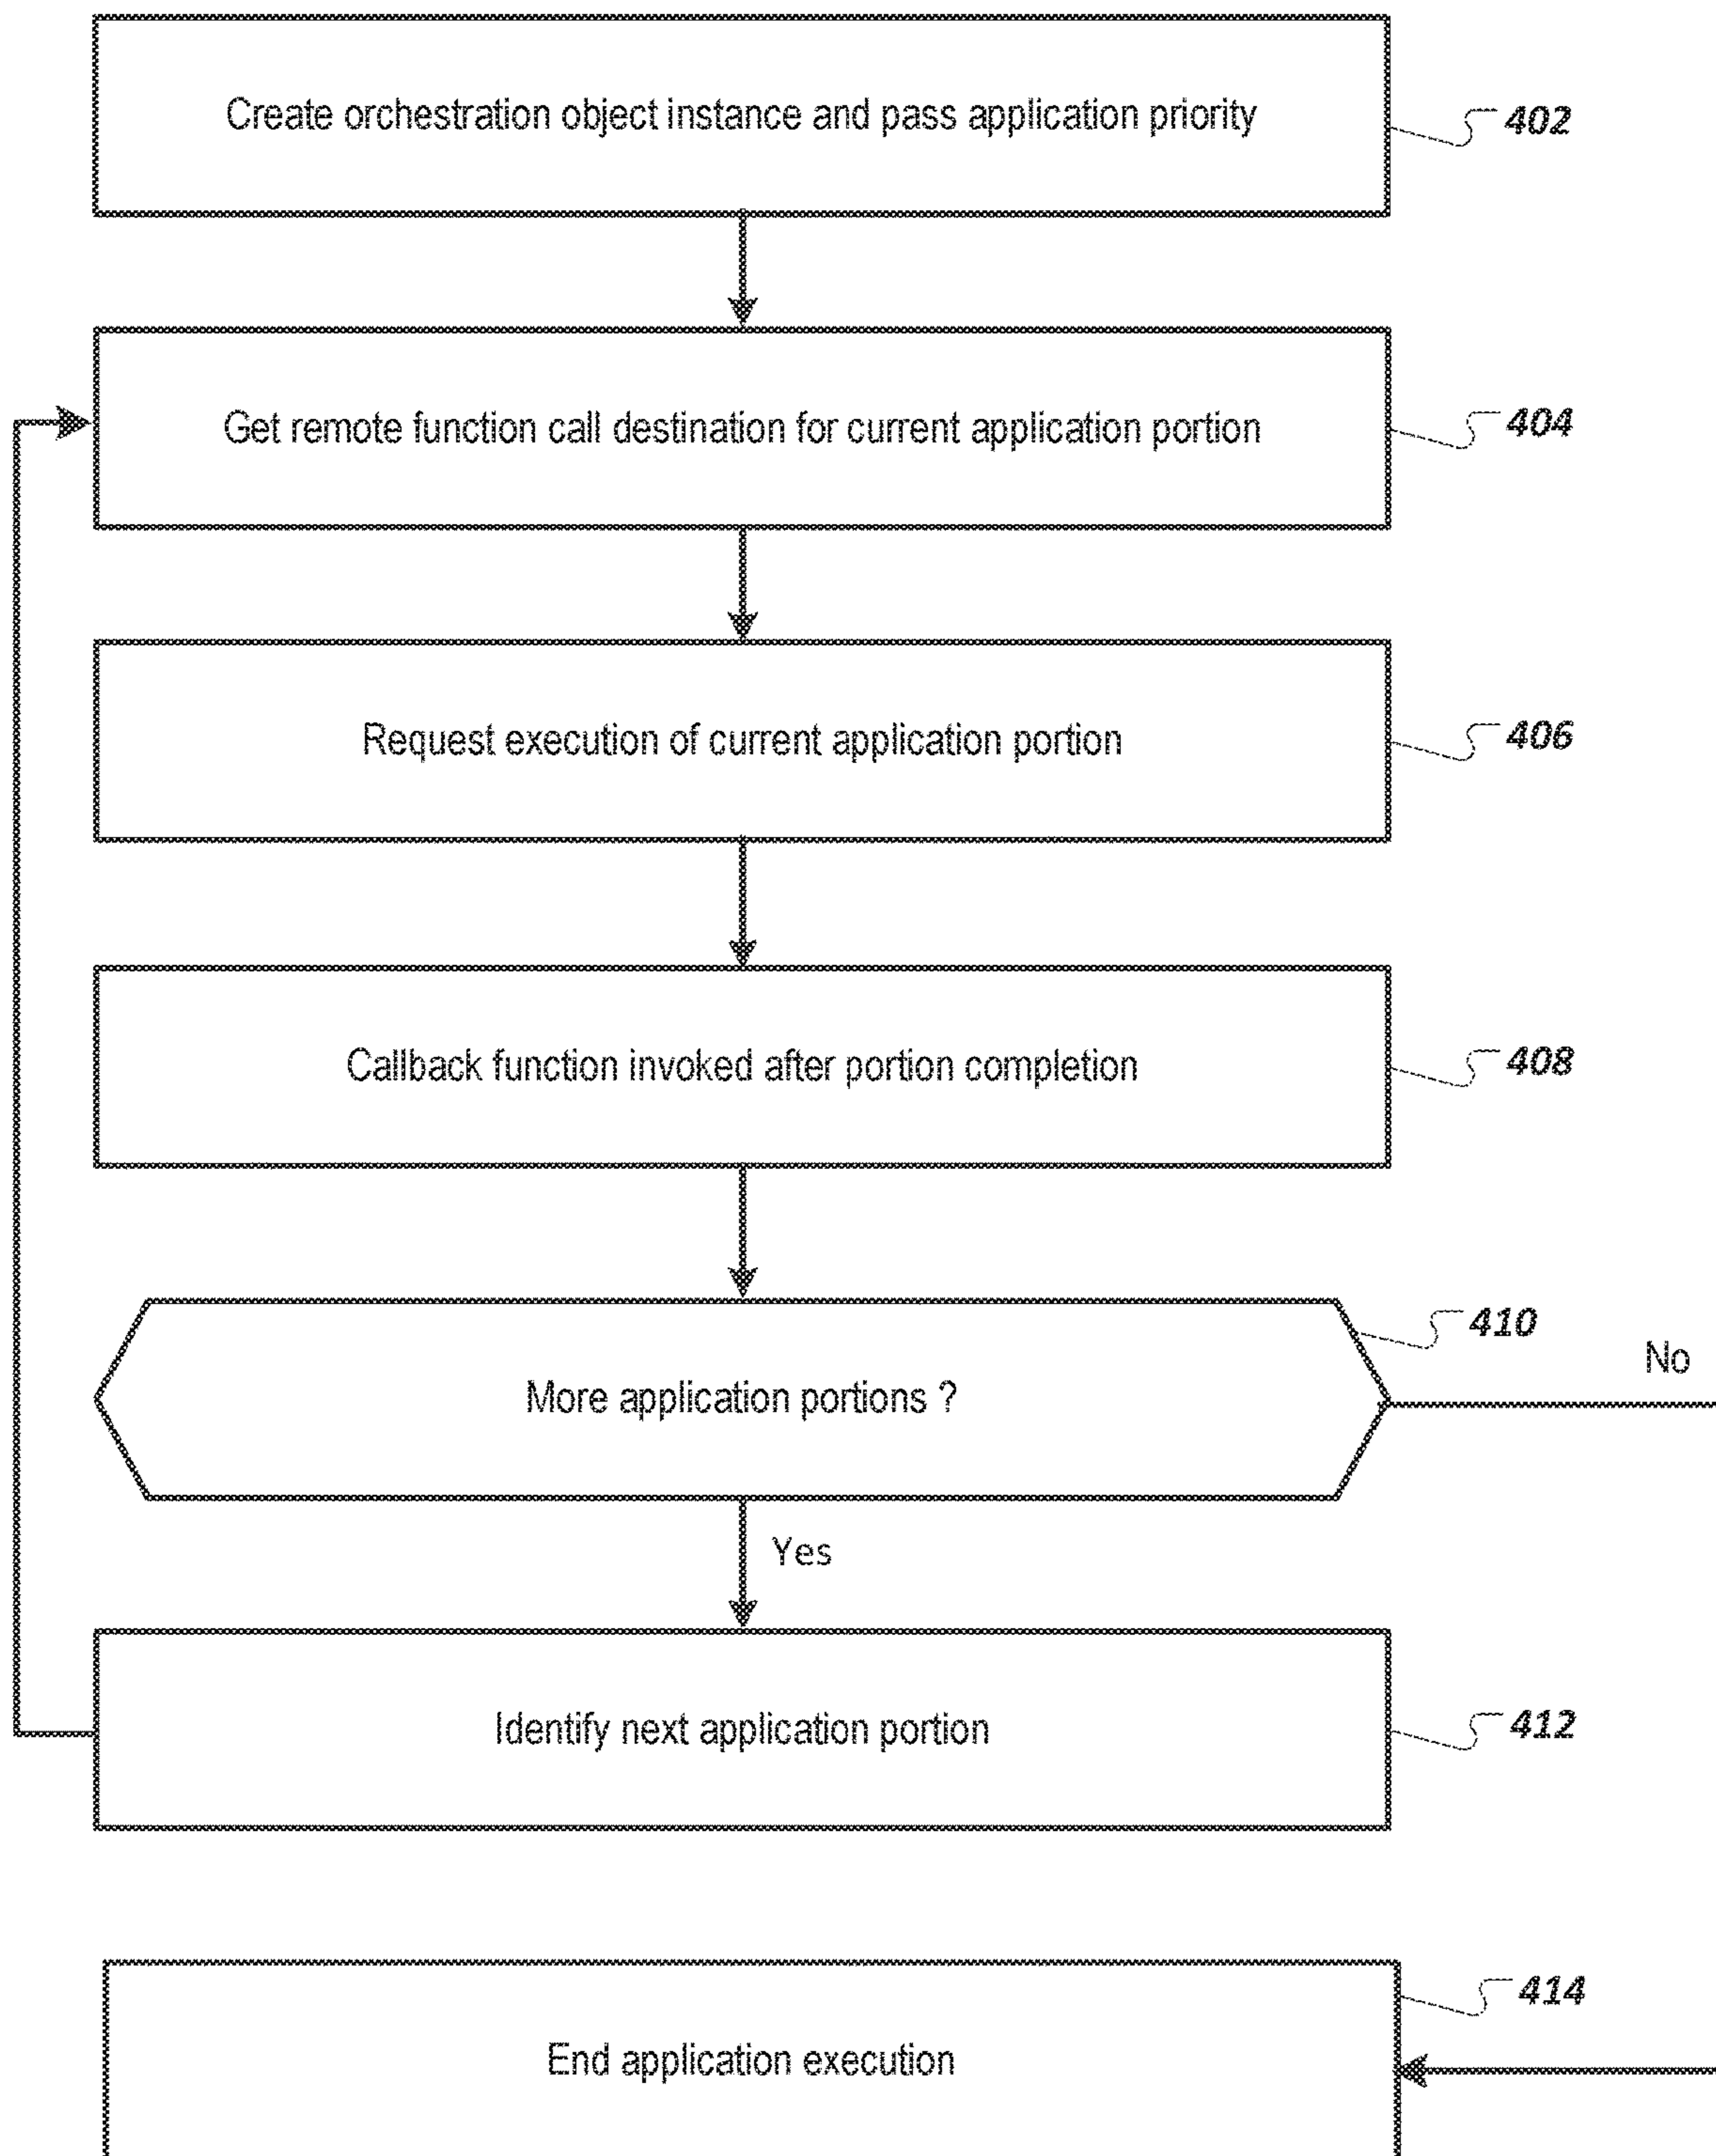 Create orchestration object instance and pass application priority
402
Get remote function call destination for current application portion
404
Request execution of current application portion
406
Callback function invoked after portion completion
408
410
No
More application portions ?
Yes
Identify next application portion
412
414
End application execution